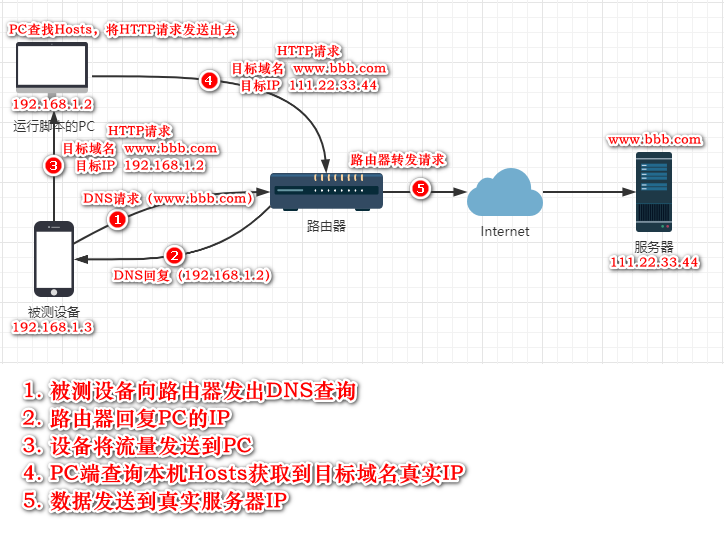 PC查找Hosts，将HTTP请求发送出去
192.168.1.2
运行脚本的PC
4
HTTP请求
目标域名 www.bbb.com
目标IP 111.22.33.44
3
HTTP请求
目标域名 www.bbb.com
目标IP 192.168.1.2
DNS请求（www.bbb.com）
1
2
DNS回复（192.168.1.2）
被测设备
192.168.1.3
路由器
路由器转发请求
5
Internet
www.bbb.com
服务器
111.22.33.44
1. 被测设备向路由器发出DNS查询
2. 路由器回复PC的IP
3. 设备将流量发送到PC
4. PC端查询本机Hosts获取到目标域名真实IP
5. 数据发送到真实服务器IP